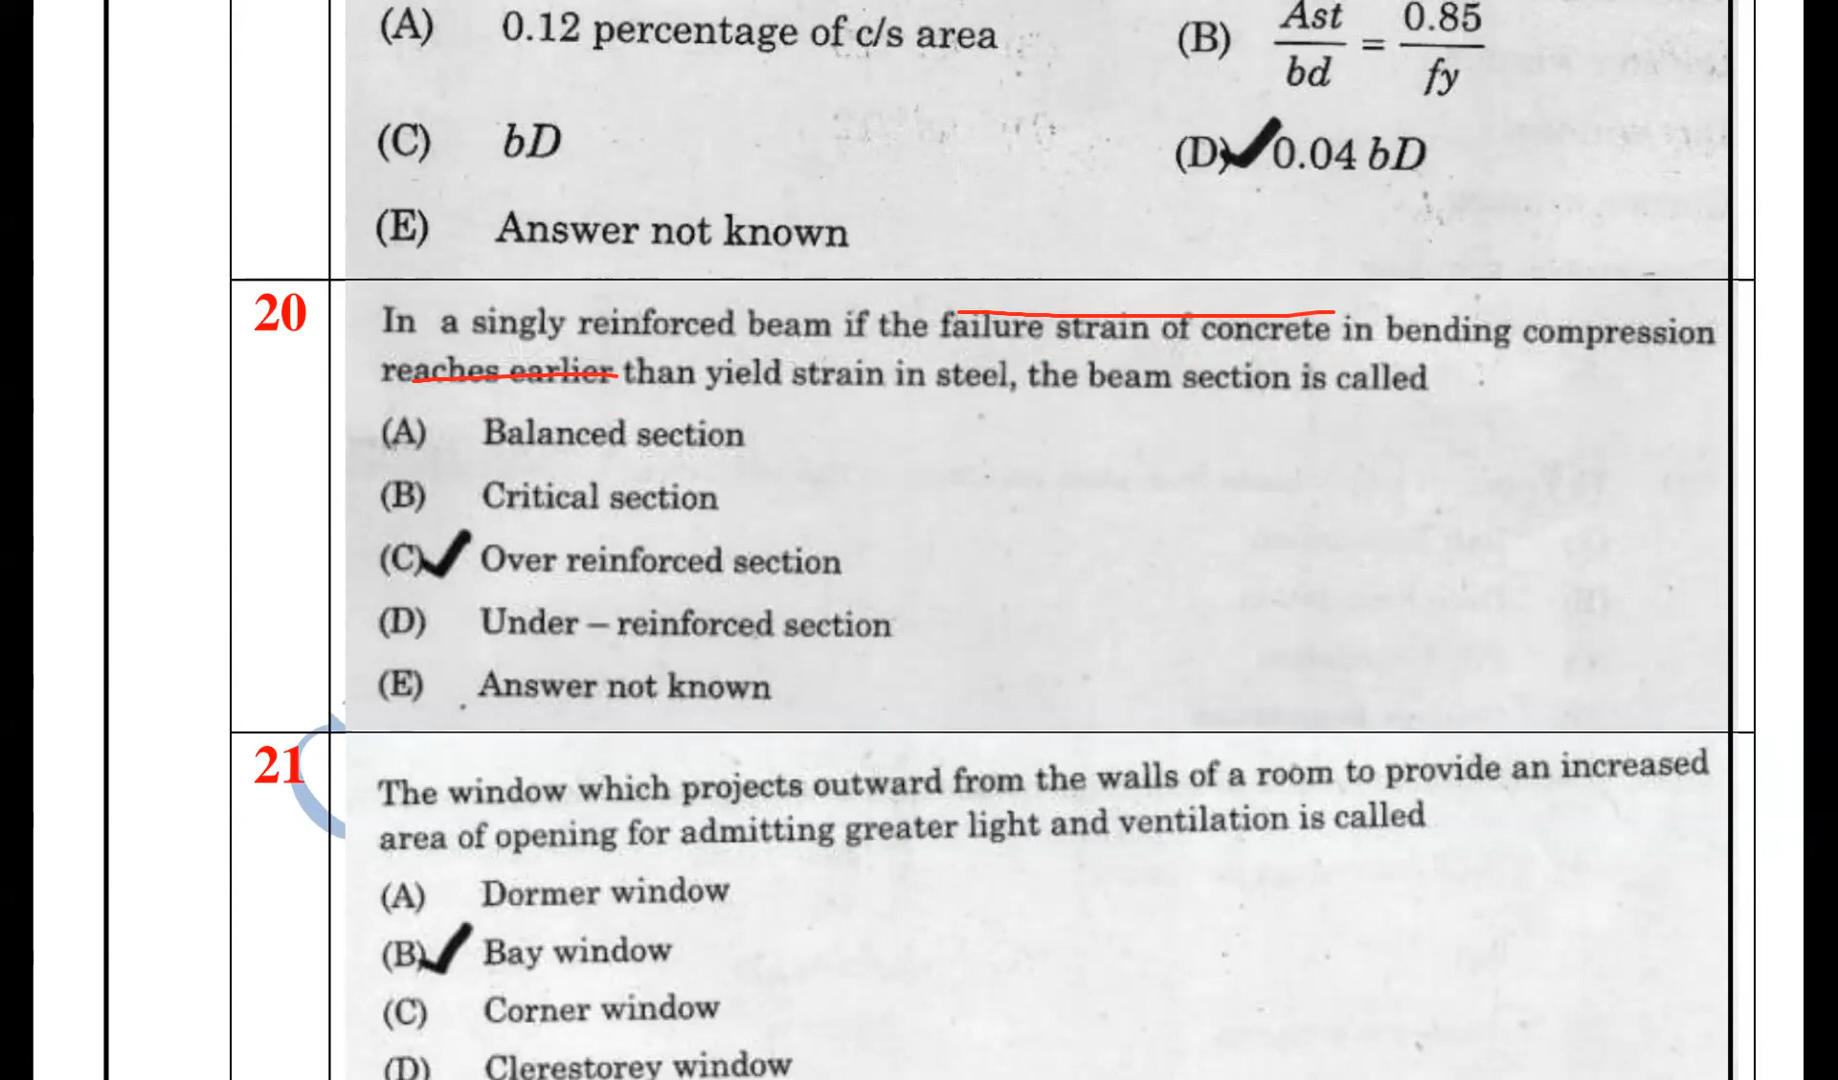 (A) 0.12 percentage of c/s area (B) Ast/bd = 0.85/fy
(C) bD (D) 0.04 bD
(E) Answer not known
20 In a singly reinforced beam if the failure strain of concrete in bending compression
reaches earlier than yield strain in steel, the beam section is called
(A) Balanced section
(B) Critical section
(C) Over reinforced section
(D) Under – reinforced section
(E) Answer not known
21 The window which projects outward from the walls of a room to provide an increased
area of opening for admitting greater light and ventilation is called
(A) Dormer window
(B) Bay window
(C) Corner window
(D) Clerestorey window